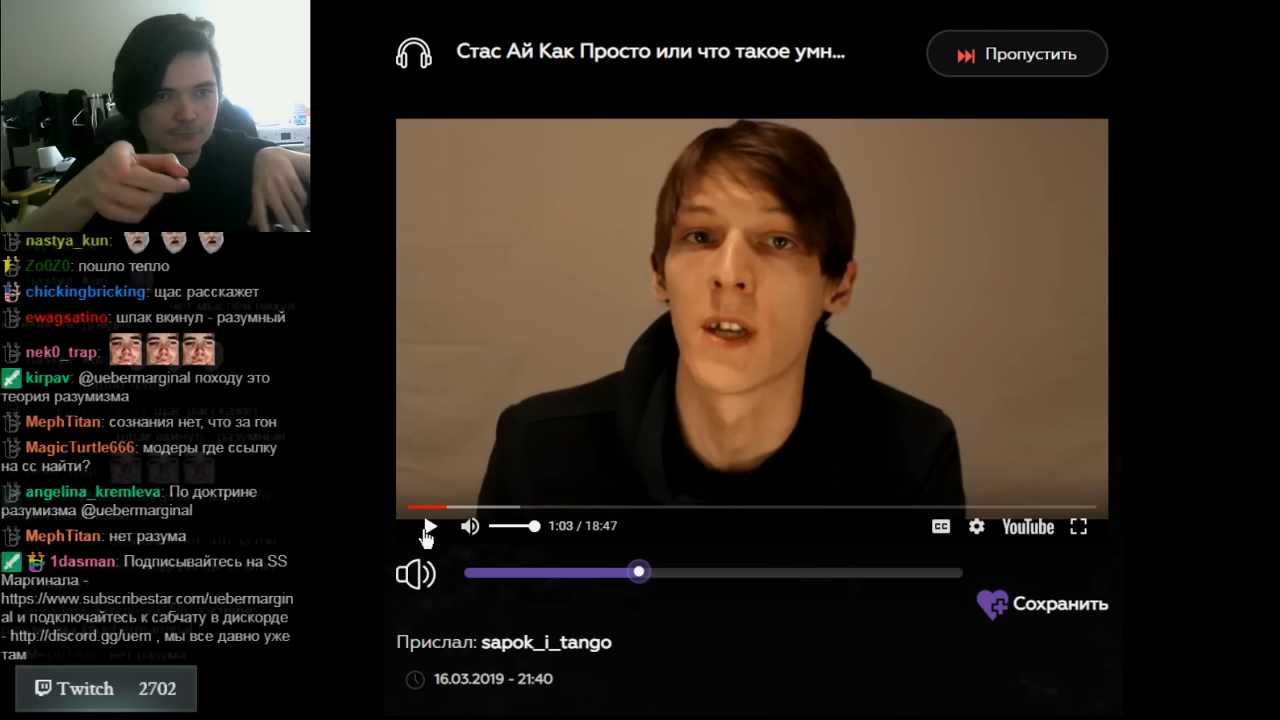 Стас Ай Как Просто или что такое умн...
Пропустить
nastya_kun:
Zo0Z0: пошло тепло
chickingbricking: щас расскажет
ewagsatino: шпак вкинул - разумный
nek0_trap:
kirpav: @uebermarginal походу это
теория разумизма
MephTitan: сознания нет, что за гон
MagicTurtle666: модеры где ссылку
на сс найти?
angelina_kremleva: По доктрине
разумизма @uebermarginal
MephTitan: нет разума
1dasman: Подписывайтесь на SS
Маргинала -
https://www.subscribestar.com/uebermargin
al и подключайтесь к сабчату в дискорде
- http://discord.gg/uem , мы все давно уже
там
Twitch 2702
1:03 / 18:47
CC
YouTube
Сохранить
Прислал: sapok_i_tango
16.03.2019 - 21:40